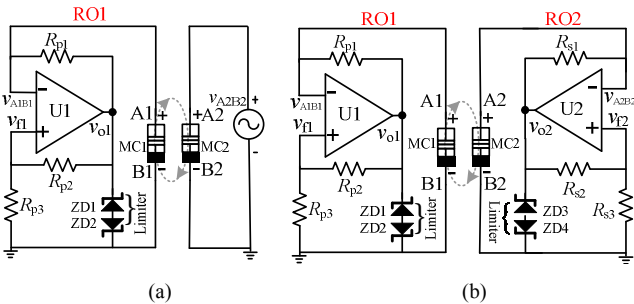 RO1
Rp1
vA1B1
U1
vf1
vo1
Rp2
Rp3
ZD1
ZD2
Limiter
A1
A2
+
+
MC1
MC2
-
-
B1
B2
vA2B2
+
-
(a)
RO1
RO2
Rp1
vA1B1
U1
vf1
vo1
Rp2
Rp3
ZD1
ZD2
Limiter
A1
A2
+
+
MC1
MC2
-
-
B1
B2
Rs1
vA2B2
U2
vf2
vo2
Rs2
Rs3
ZD3
ZD4
Limiter
(b)